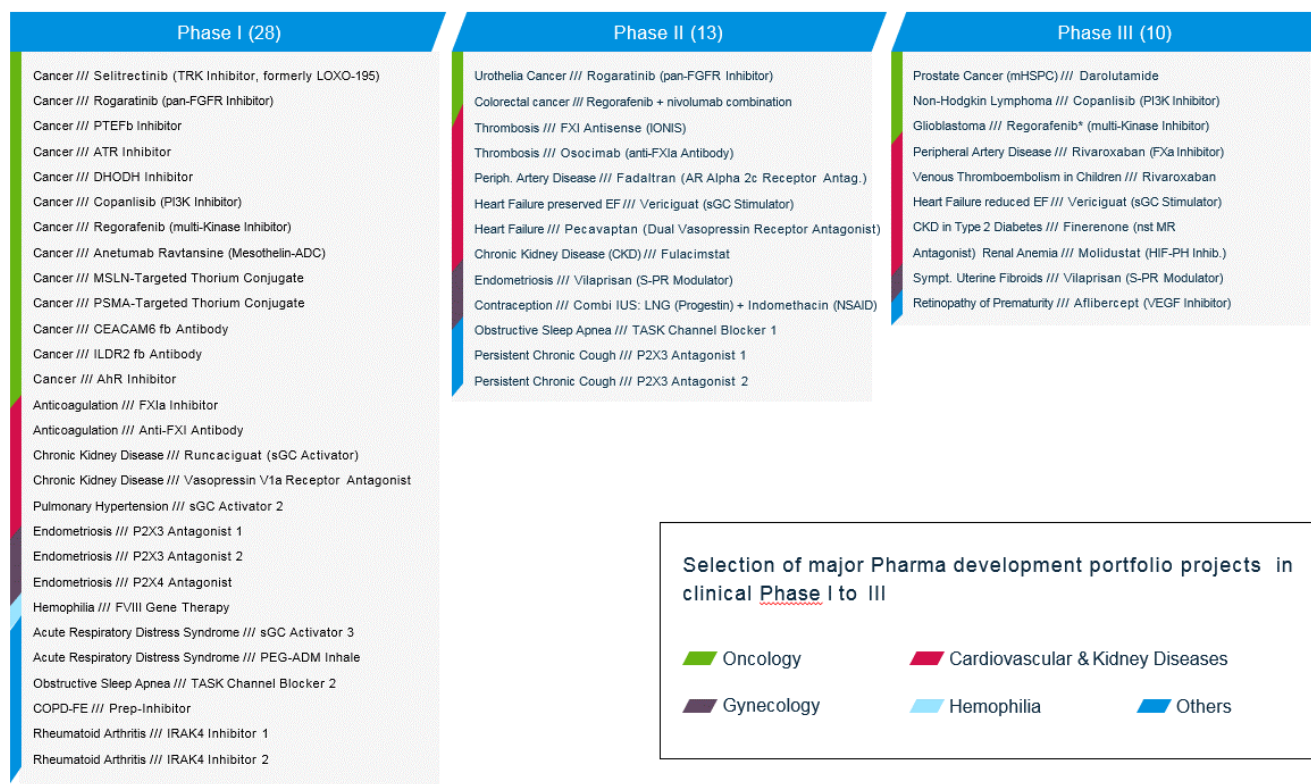 Phase I (28)
Cancer /// Selitrectinib (TRK Inhibitor, formerly LOXO-195)
Cancer /// Rogaratinib (pan-FGFR Inhibitor)
Cancer /// PTEFb Inhibitor
Cancer /// ATR Inhibitor
Cancer /// DHODH Inhibitor
Cancer /// Copanlisib (PI3K Inhibitor)
Cancer /// Regorafenib (multi-Kinase Inhibitor)
Cancer /// Anetumab Ravtansine (Mesothelin-ADC)
Cancer /// MSLN-Targeted Thorium Conjugate
Cancer /// PSMA-Targeted Thorium Conjugate
Cancer /// CEACAM6 fb Antibody
Cancer /// ILDR2 fb Antibody
Cancer /// AhR Inhibitor
Anticoagulation /// FXIa Inhibitor
Anticoagulation /// Anti-FXI Antibody
Chronic Kidney Disease /// Runcaciguat (sGC Activator)
Chronic Kidney Disease /// Vasopressin V1a Receptor Antagonist
Pulmonary Hypertension /// sGC Activator 2
Endometriosis /// P2X3 Antagonist 1
Endometriosis /// P2X3 Antagonist 2
Endometriosis /// P2X4 Antagonist
Hemophilia /// FVIII Gene Therapy
Acute Respiratory Distress Syndrome /// sGC Activator 3
Acute Respiratory Distress Syndrome /// PEG-ADM Inhale
Obstructive Sleep Apnea /// TASK Channel Blocker 2
COPD-FE /// Prep-Inhibitor
Rheumatoid Arthritis /// IRAK4 Inhibitor 1
Rheumatoid Arthritis /// IRAK4 Inhibitor 2
Phase II (13)
Urothelia Cancer /// Rogaratinib (pan-FGFR Inhibitor)
Colorectal cancer /// Regorafenib + nivolumab combination
Thrombosis /// FXI Antisense (IONIS)
Thrombosis /// Osocimab (anti-FXIa Antibody)
Periph. Artery Disease /// Fadaltran (AR Alpha 2c Receptor Antag.)
Heart Failure preserved EF /// Vericiguat (sGC Stimulator)
Heart Failure /// Pecavaptan (Dual Vasopressin Receptor Antagonist)
Chronic Kidney Disease (CKD) /// Fulacimstat
Endometriosis /// Vilaprisan (S-PR Modulator)
Contraception /// Combi IUS: LNG (Progestin) + Indomethacin (NSAID)
Obstructive Sleep Apnea /// TASK Channel Blocker 1
Persistent Chronic Cough /// P2X3 Antagonist 1
Persistent Chronic Cough /// P2X3 Antagonist 2
Phase III (10)
Prostate Cancer (mHSPC) /// Darolutamide
Non-Hodgkin Lymphoma /// Copanlisib (PI3K Inhibitor)
Glioblastoma /// Regorafenib* (multi-Kinase Inhibitor)
Peripheral Artery Disease /// Rivaroxaban (FXa Inhibitor)
Venous Thromboembolism in Children /// Rivaroxaban
Heart Failure reduced EF /// Vericiguat (sGC Stimulator)
CKD in Type 2 Diabetes /// Finerenone (nst MR
Antagonist) Renal Anemia /// Molidustat (HIF-PH Inhib.)
Sympt. Uterine Fibroids /// Vilaprisan (S-PR Modulator)
Retinopathy of Prematurity /// Aflibercept (VEGF Inhibitor)
Selection of major Pharma development portfolio projects in
clinical Phase I to III
Oncology
Cardiovascular & Kidney Diseases
Gynecology
Hemophilia
Others